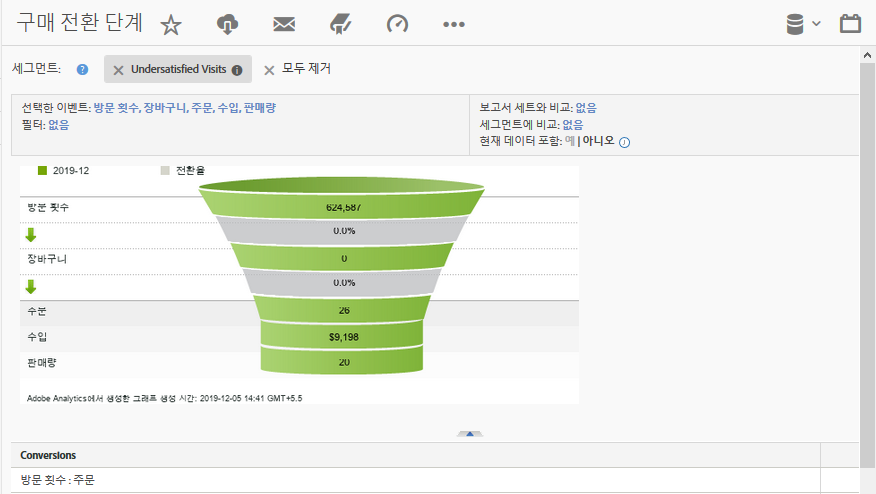 구매 전환 단계
세그먼트: ? Undersatisfied Visits 모두 제거
선택한 이벤트: 방문 횟수, 장바구니, 주문, 수입, 판매량
필터: 없음
보고서 세트와 비교: 없음
세그먼트에 비교: 없음
현재 데이터 포함: 예 | 아니오
2019-12 전환율
방문 횟수 624,587
0.0%
장바구니 0
0.0%
주문 26
수입 $9,198
판매량 20
Adobe Analytics에서 생성한 그래프 생성 시간: 2019-12-05 14:41 GMT+5.5
Conversions
방문 횟수 : 주문